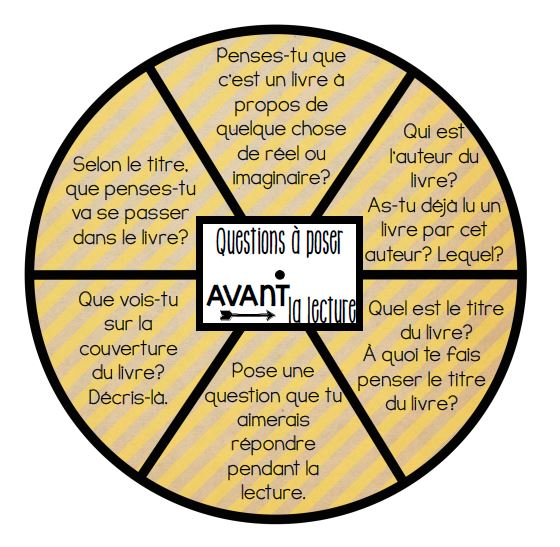 Penses-tu que
c'est un livre à
propos de
quelque chose
de réel ou
imaginaire?
Qui est
l'auteur du
livre?
As-tu déjà lu un
livre par cet
auteur? Lequel?
Quel est le titre
du livre?
À quoi te fais
penser le titre
du livre?
Pose une
question que tu
aimerais
répondre
pendant la
lecture.
Que vois-tu
sur la
couverture
du livre?
Décris-là.
Selon le titre,
que penses-tu
va se passer
dans le livre?
Questions à poser
AVANT
la lecture